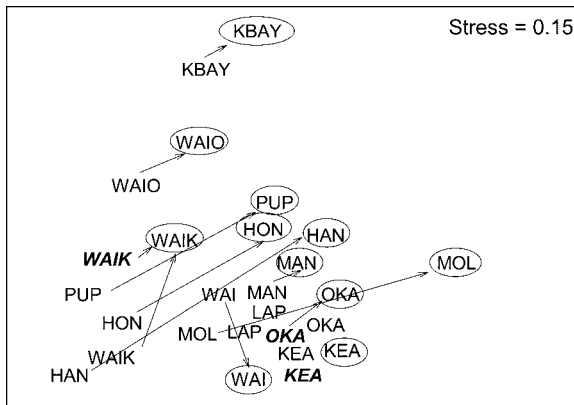 KBAY
Stress = 0.15
KBAY
WAIO
WAIO
PUP
HON
WAIK
HAN
WAIK
MAN
MOL
PUP
WAI
MAN
OKA
LAP
HON
MOL
LAP
OKA
OKA
WAIK
KEA
KEA
HAN
WAI
KEA